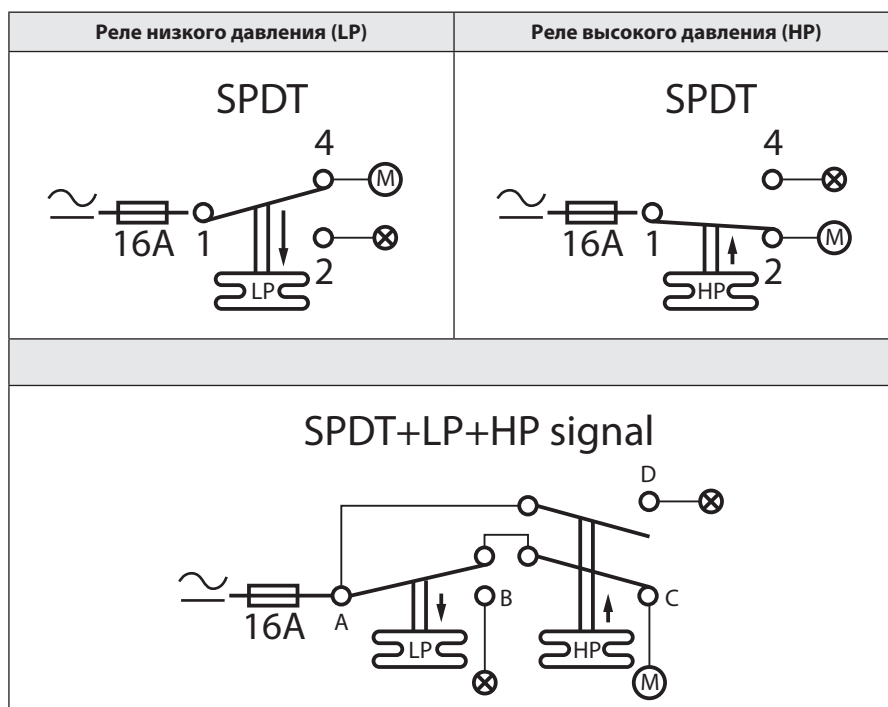 Реле низкого давления (LP)
Реле высокого давления (HP)
SPDT
4
M
16A
1
2
LP
SPDT
4
16A
1
2
M
HP
SPDT+LP+HP signal
D
16A
A
B
C
LP
HP
M